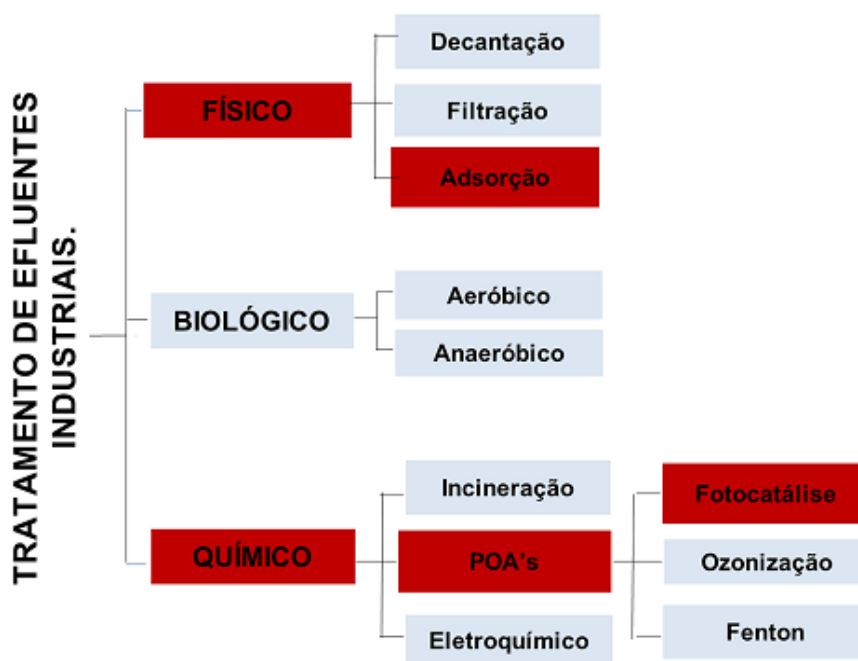 TRATAMENTO DE EFLUENTES
INDUSTRIAIS.
FÍSICO
Decantação
Filtração
Adsorção
BIOLÓGICO
Aeróbico
Anaeróbico
QUÍMICO
Incineração
POA's
Eletroquímico
Fotocatálise
Ozonização
Fenton